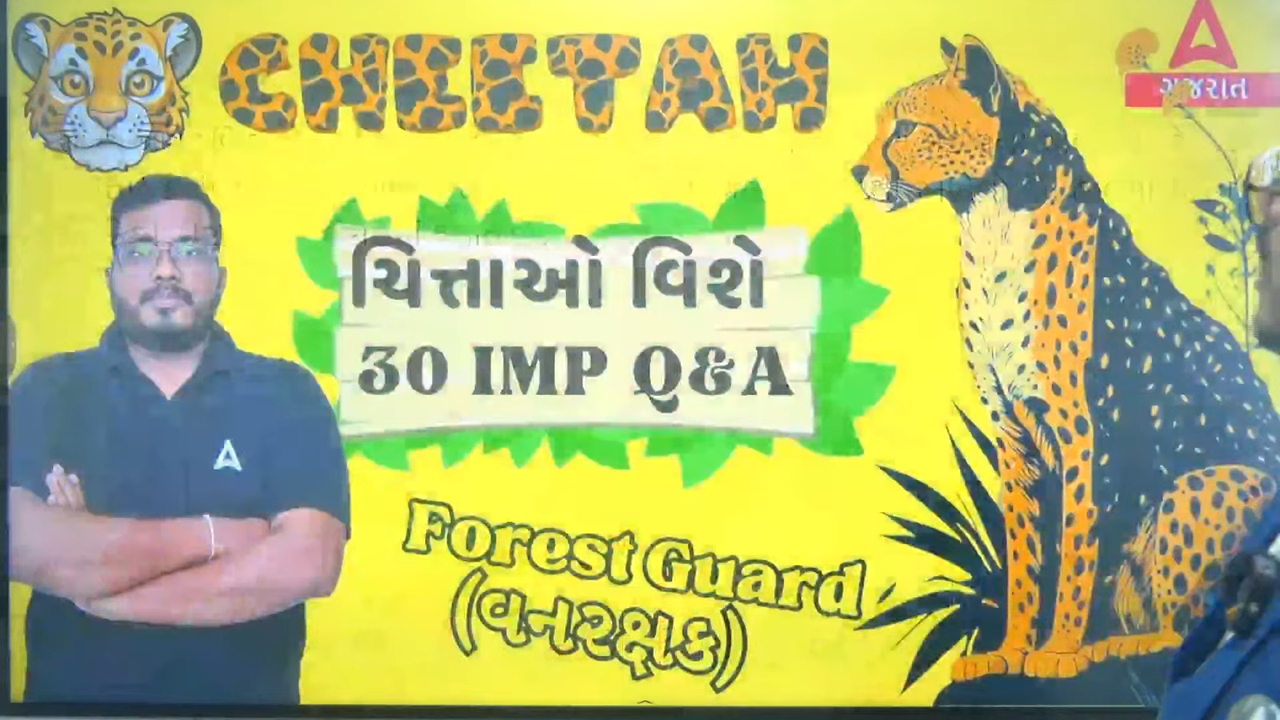 CHEETAH
ગુજરાત
ચિત્તાઓ વિશે
30 IMP Q&A
Forest Guard
(વનરક્ષક)